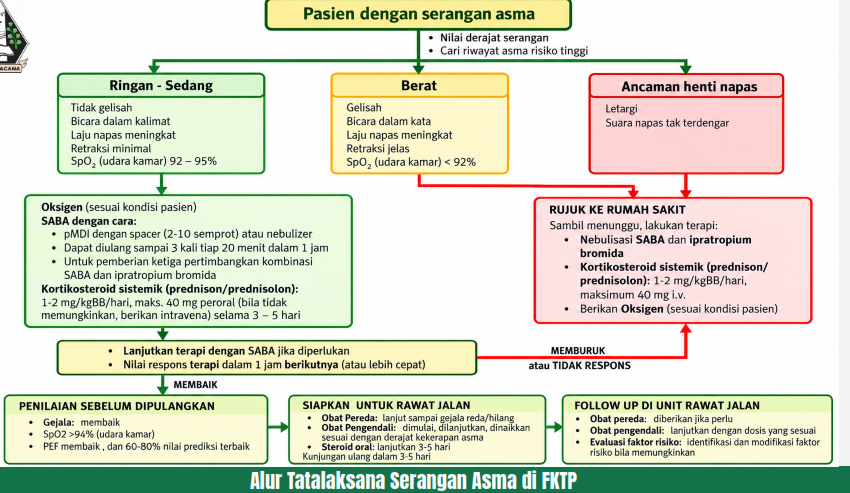 Pasien dengan serangan asma
• Nilai derajat serangan
• Cari riwayat asma risiko tinggi
ACANA
Ringan - Sedang
Tidak gelisah
Bicara dalam kalimat
Laju napas meningkat
Retraksi minimal
SpO2 (udara kamar) 92 – 95%
Berat
Gelisah
Bicara dalam kata
Laju napas meningkat
Retraksi jelas
SpO2 (udara kamar) < 92%
Ancaman henti napas
Letargi
Suara napas tak terdengar
Oksigen (sesuai kondisi pasien)
SABA dengan cara:
• pMDI dengan spacer (2-10 semprot) atau nebulizer
• Dapat diulang sampai 3 kali tiap 20 menit dalam 1 jam
• Untuk pemberian ketiga pertimbangkan kombinasi
SABA dan ipratropium bromida
Kortikosteroid sistemik (prednison/prednisolon):
1-2 mg/kgBB/hari, maks. 40 mg peroral (bila tidak
memungkinkan, berikan intravena) selama 3 – 5 hari
RUJUK KE RUMAH SAKIT
Sambil menunggu, lakukan terapi:
• Nebulisasi SABA dan ipratropium
bromida
• Kortikosteroid sistemik (prednison/
prednisolon): 1-2 mg/kgBB/hari,
maksimum 40 mg i.v.
• Berikan Oksigen (sesuai kondisi pasien)
• Lanjutkan terapi dengan SABA jika diperlukan
• Nilai respons terapi dalam 1 jam berikutnya (atau lebih cepat)
MEMBURUK
atau TIDAK RESPONS
MEMBAIK
PENILAIAN SEBELUM DIPULANGKAN
• Gejala: membaik
• SpO2 >94% (udara kamar)
• PEF membaik , dan 60-80% nilai prediksi terbaik
SIAPKAN UNTUK RAWAT JALAN
• Obat Pereda: lanjut sampai gejala reda/hilang
• Obat Pengendali: dimulai, dilanjutkan, dinaikkan
sesuai dengan derajat kekerapan asma
• Steroid oral: lanjutkan 3-5 hari
Kunjungan ulang dalam 3-5 hari
FOLLOW UP DI UNIT RAWAT JALAN
• Obat pereda: diberikan jika perlu
• Obat pengendali: lanjutkan dengan dosis yang sesuai
• Evaluasi faktor risiko: identifikasi dan modifikasi faktor
risiko bila memungkinkan
Alur Tatalaksana Serangan Asma di FKTP